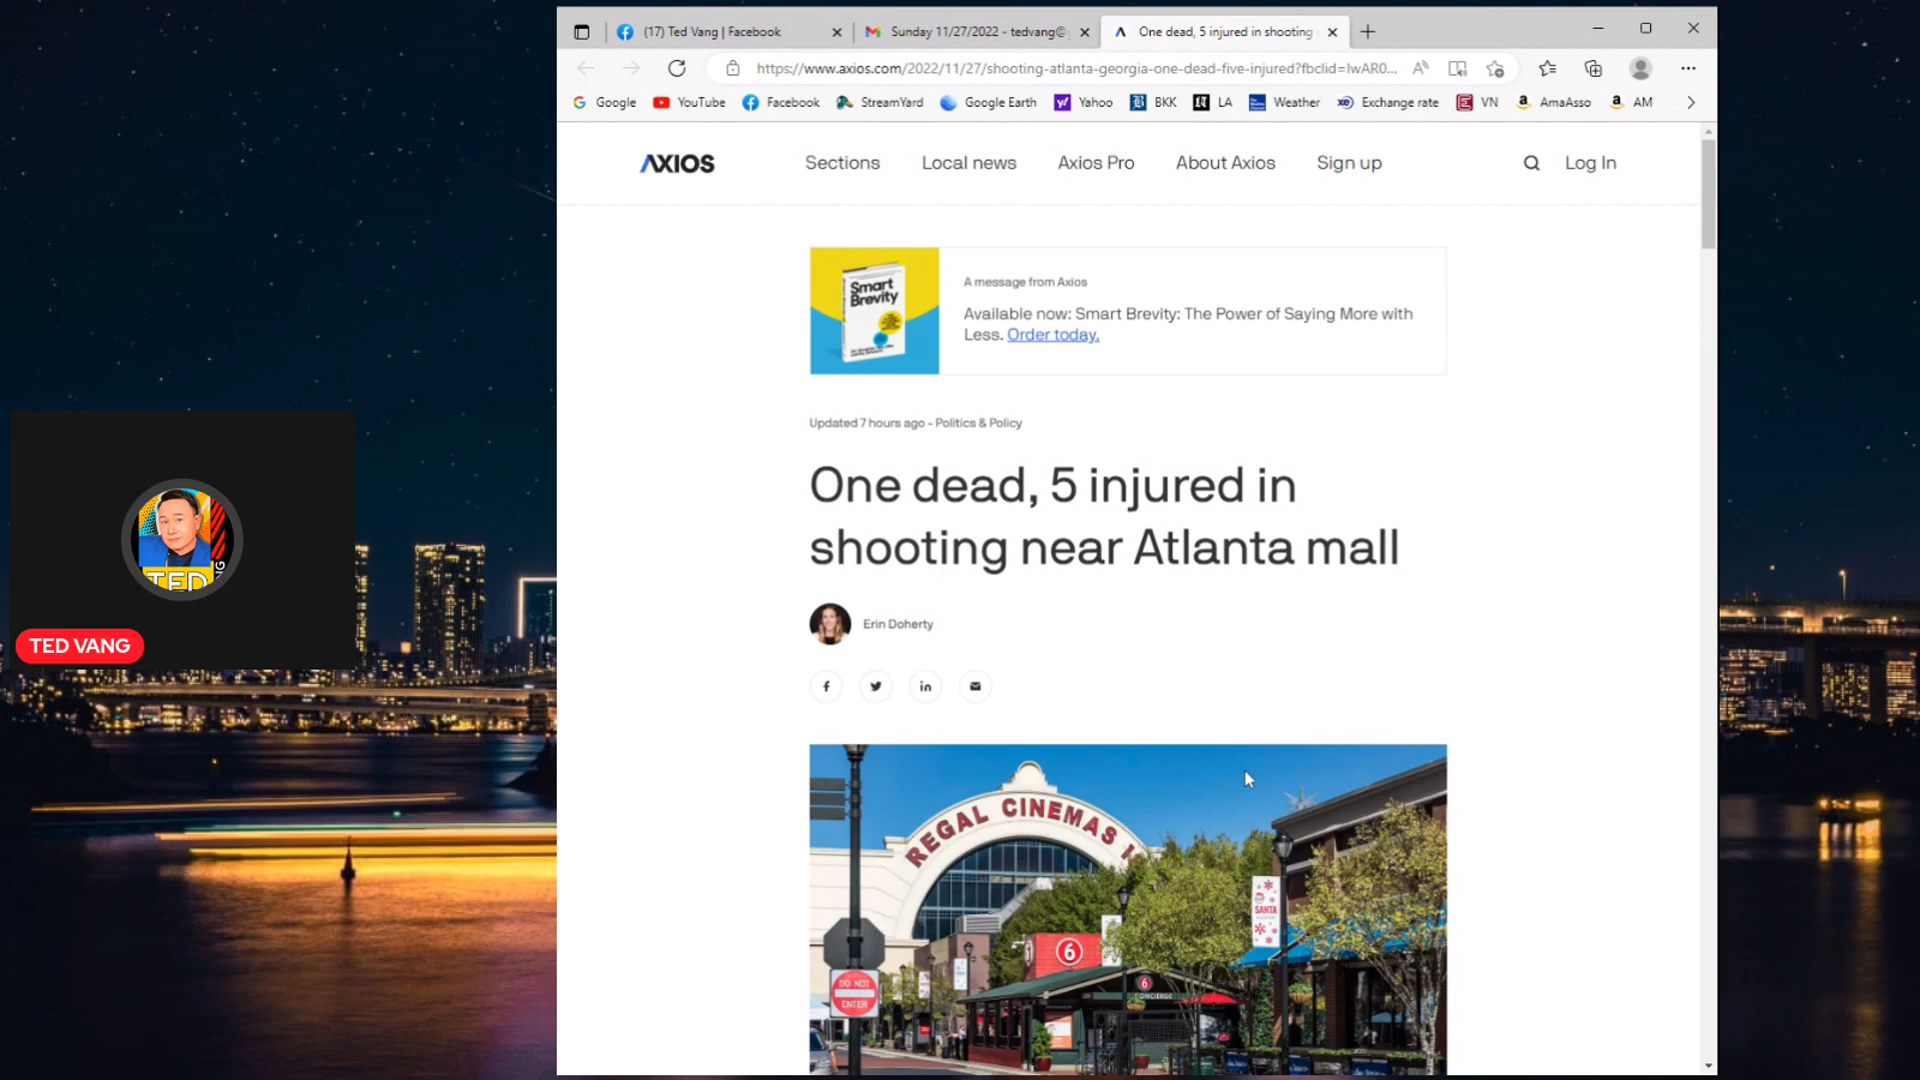 (17) Ted Vang | Facebook
Sunday 11/27/2022 - tedvang@
One dead, 5 injured in shooting
https://www.axios.com/2022/11/27/shooting-atlanta-georgia-one-dead-five-injured?fbclid=IwAR0...
Google YouTube Facebook StreamYard Google Earth Yahoo BKK LA Weather Exchange rate VN AmaAsso AM
AXIOS
Sections Local news Axios Pro About Axios Sign up Log In
Smart
Brevity
A message from Axios
Available now: Smart Brevity: The Power of Saying More with
Less. Order today.
Updated 7 hours ago - Politics & Policy
One dead, 5 injured in
shooting near Atlanta mall
Erin Doherty
TED
TED VANG
REGAL CINEMAS
SANTA
6
6
CONCIERGE
DO NOT
ENTER